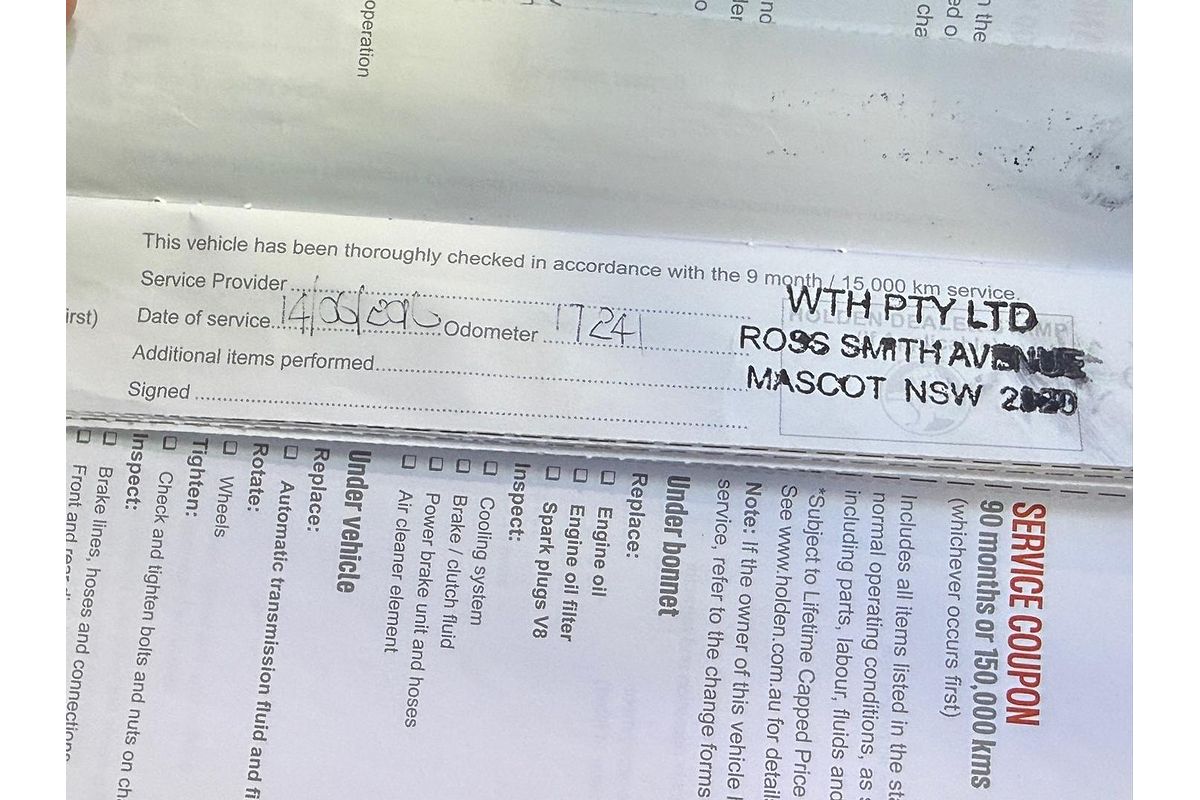 operation
This vehicle has been thoroughly checked in accordance with the 9 month / 15,000 km service.
Service Provider
Date of service 14/06/2016 Odometer 17241
Additional items performed
Signed
WTH PTY LTD
ROSS SMITH AVENUE
MASCOT NSW 2020
HOLDEN DEALER STAMP
irst)
SERVICE COUPON
90 months or 150,000 kms
(whichever occurs first)
Includes all items listed in the
normal operating conditions, as
including parts, labour, fluids and
*Subject to Lifetime Capped Price
See www.holden.com.au for
Note: If the owner of this vehicle
service, refer to the change forms
Under bonnet
Replace:
Engine oil
Engine oil filter
Spark plugs V8
Inspect:
Cooling system
Brake / clutch fluid
Power brake unit and hoses
Air cleaner element
Under vehicle
Replace:
Automatic transmission fluid and
Rotate:
Wheels
Tighten:
Check and tighten bolts and nuts on
Inspect:
Brake lines, hoses and connections
Front and